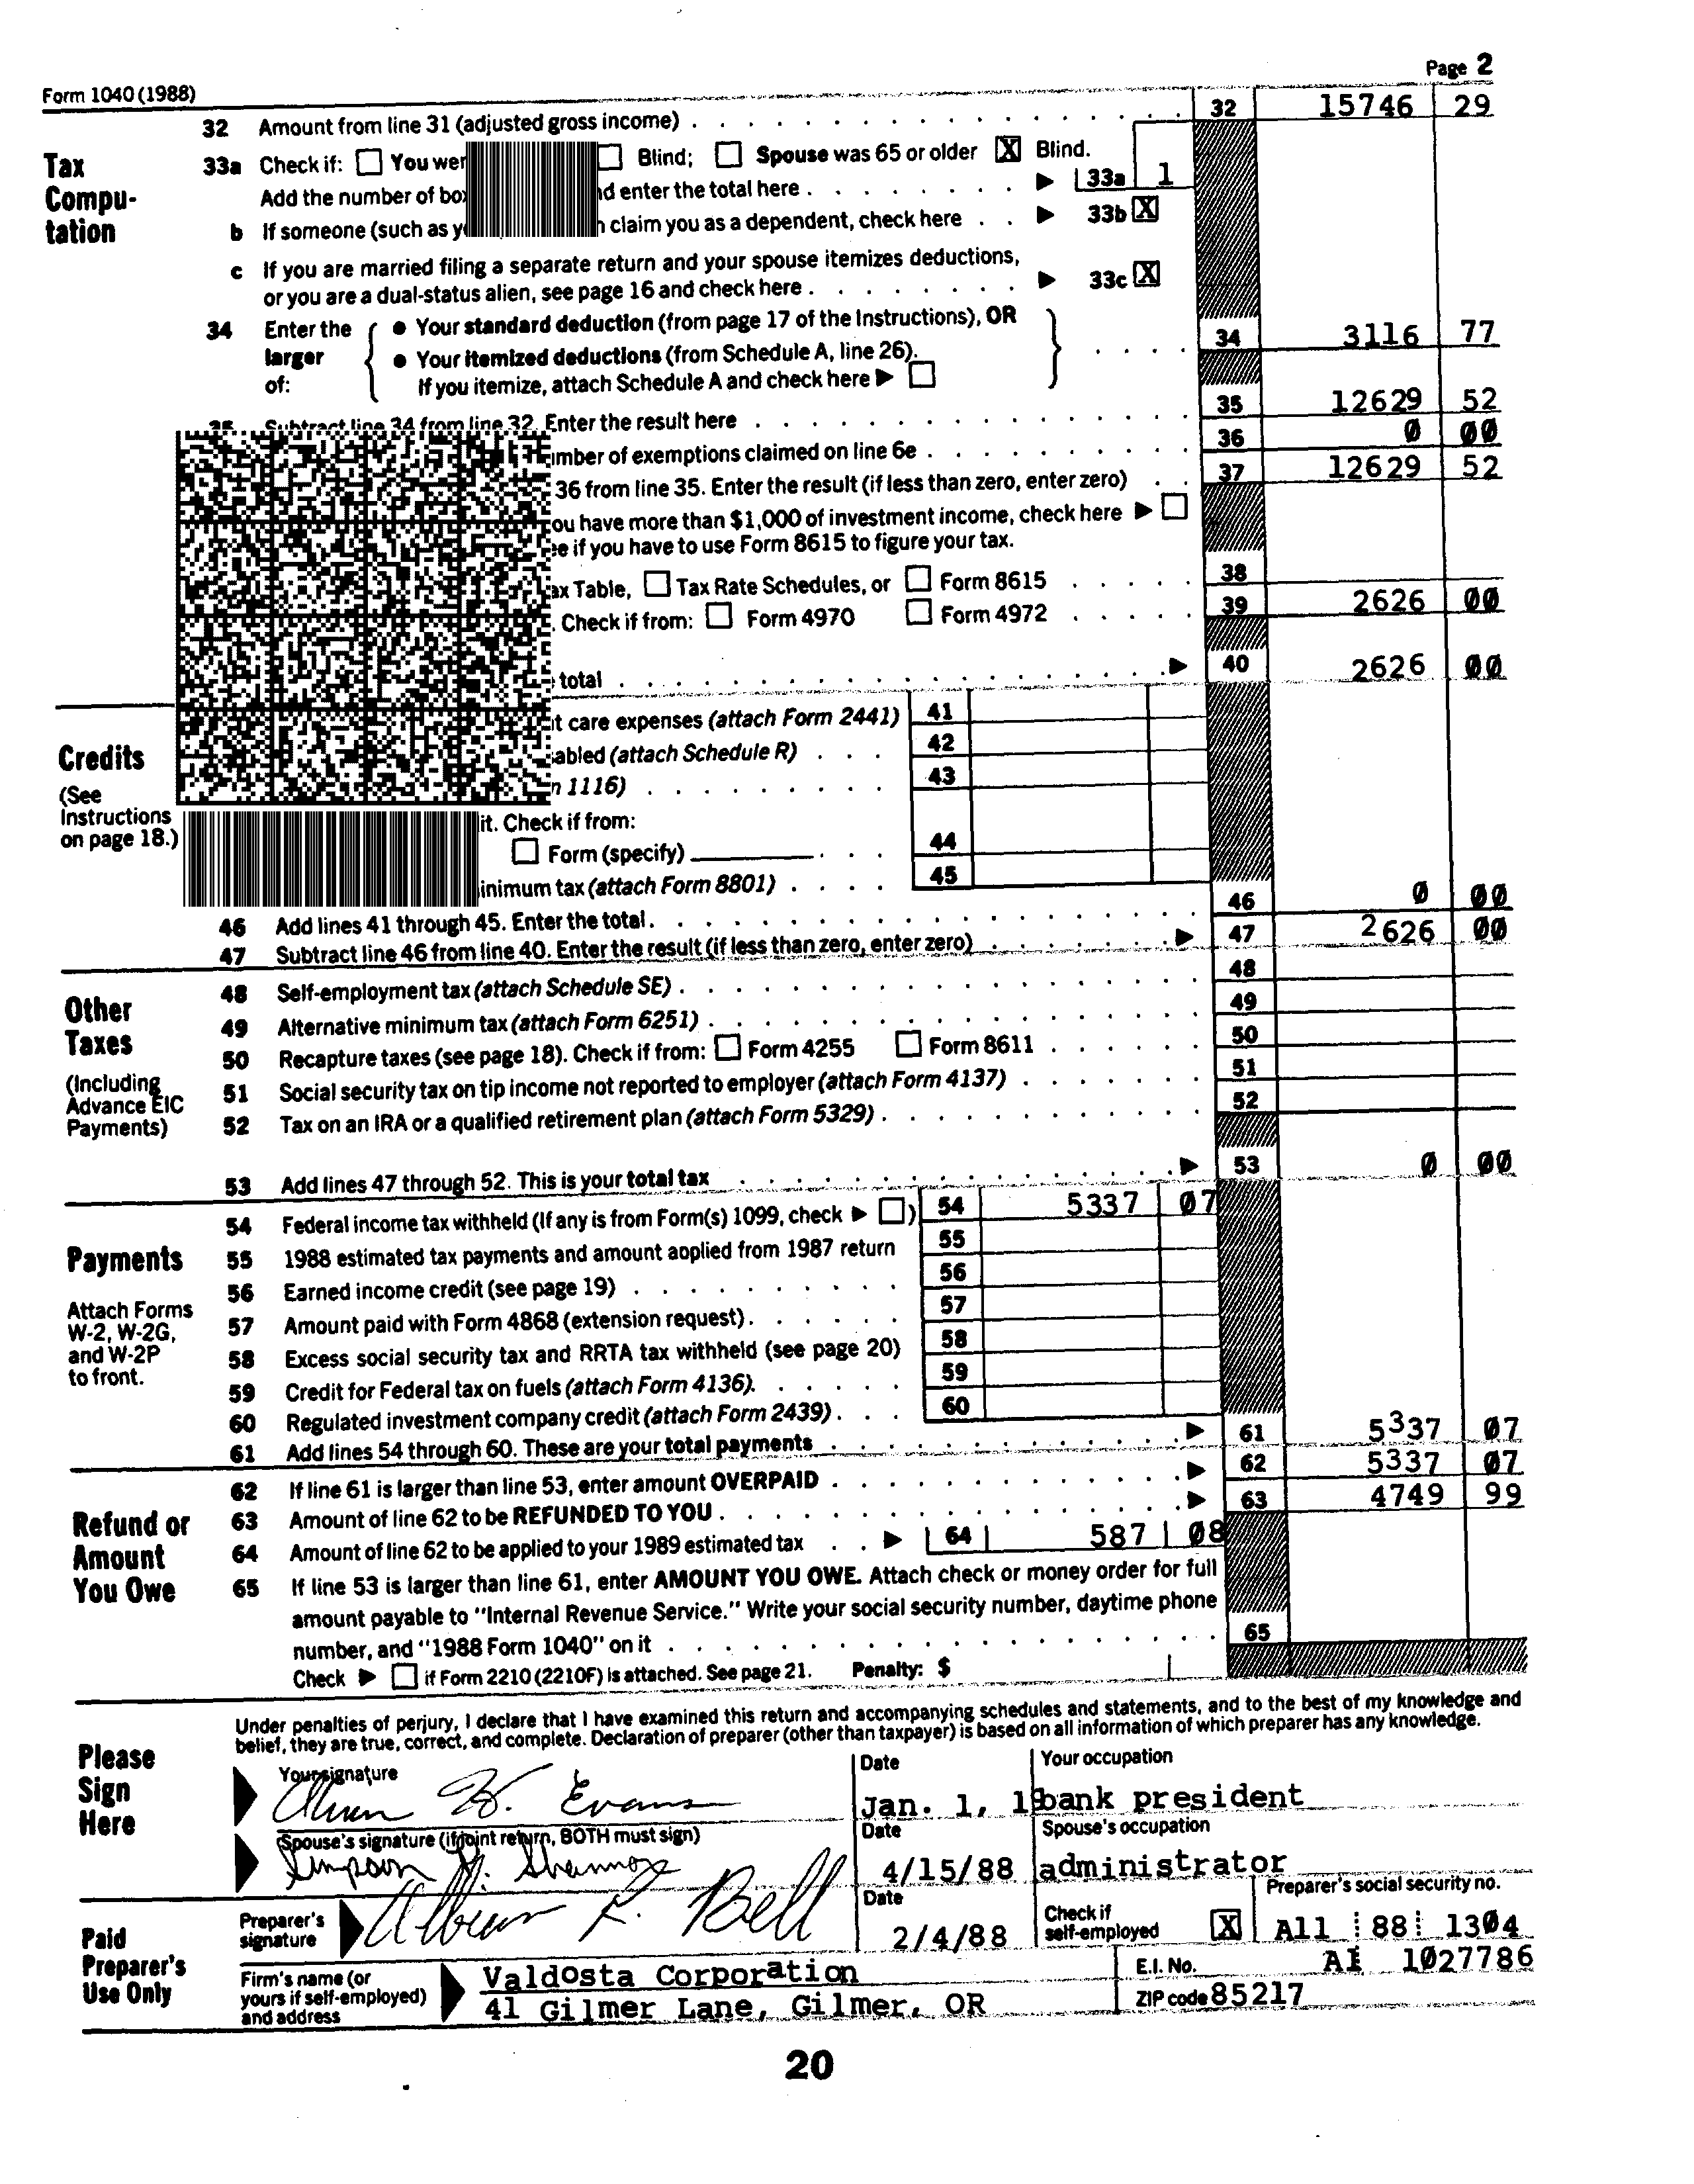 Form 1040 (1988)
Page 2
32 Amount from line 31 (adjusted gross income) 32 15746 29
Tax Compu-tation
33a Check if: You wer Blind; Spouse was 65 or older X Blind.
Add the number of box d enter the total here 33a 1
b If someone (such as y claim you as a dependent, check here 33b X
c If you are married filing a separate return and your spouse itemizes deductions,
or you are a dual-status alien, see page 16 and check here 33c X
34 Enter the larger of:
Your standard deduction (from page 17 of the Instructions), OR
Your itemized deductions (from Schedule A, line 26).
If you itemize, attach Schedule A and check here
34 3116 77
35 Subtract line 34 from line 32. Enter the result here 35 12629 52
umber of exemptions claimed on line 6e 36 0 00
36 from line 35. Enter the result (if less than zero, enter zero) 37 12629 52
ou have more than $1,000 of investment income, check here
ee if you have to use Form 8615 to figure your tax.
ax Table, Tax Rate Schedules, or Form 8615 38
. Check if from: Form 4970 Form 4972 39 2626 00
total 40 2626 00
Credits
(See Instructions on page 18.)
t care expenses (attach Form 2441) 41
abled (attach Schedule R) 42
n 1116) 43
it. Check if from:
Form (specify) 44
inimum tax (attach Form 8801) 45
46 Add lines 41 through 45. Enter the total 46 0 00
47 Subtract line 46 from line 40. Enter the result (if less than zero, enter zero) 47 2626 00
Other Taxes
(Including Advance EIC Payments)
48 Self-employment tax (attach Schedule SE) 48
49 Alternative minimum tax (attach Form 6251) 49
50 Recapture taxes (see page 18). Check if from: Form 4255 Form 8611 50
51 Social security tax on tip income not reported to employer (attach Form 4137) 51
52 Tax on an IRA or a qualified retirement plan (attach Form 5329) 52
53 Add lines 47 through 52. This is your total tax 53 0 00
Payments
Attach Forms W-2, W-2G, and W-2P to front.
54 Federal income tax withheld (If any is from Form(s) 1099, check ) 54 5337 07
55 1988 estimated tax payments and amount applied from 1987 return 55
56 Earned income credit (see page 19) 56
57 Amount paid with Form 4868 (extension request) 57
58 Excess social security tax and RRTA tax withheld (see page 20) 58
59 Credit for Federal tax on fuels (attach Form 4136) 59
60 Regulated investment company credit (attach Form 2439) 60
61 Add lines 54 through 60. These are your total payments 61 5337 07
Refund or Amount You Owe
62 If line 61 is larger than line 53, enter amount OVERPAID 62 5337 07
63 Amount of line 62 to be REFUNDED TO YOU 63 4749 99
64 Amount of line 62 to be applied to your 1989 estimated tax 64 587 08
65 If line 53 is larger than line 61, enter AMOUNT YOU OWE. Attach check or money order for full
amount payable to "Internal Revenue Service." Write your social security number, daytime phone
number, and "1988 Form 1040" on it 65
Check if Form 2210 (2210F) is attached. See page 21. Penalty: $
Please Sign Here
Under penalties of perjury, I declare that I have examined this return and accompanying schedules and statements, and to the best of my knowledge and
belief, they are true, correct, and complete. Declaration of preparer (other than taxpayer) is based on all information of which preparer has any knowledge.
Your signature Date Your occupation
W. Evans Jan. 1, 19 bank president
Spouse's signature (if joint return, BOTH must sign) Date Spouse's occupation
Simpson 4/15/88 administrator
Paid Preparer's Use Only
Preparer's signature Date Check if self-employed Preparer's social security no.
R. Bell 2/4/88 X All 88 1304
Firm's name (or yours if self-employed) and address
Valdosta Corporation E.I. No. AI 1027786
41 Gilmer Lane, Gilmer, OR ZIP code 85217
20